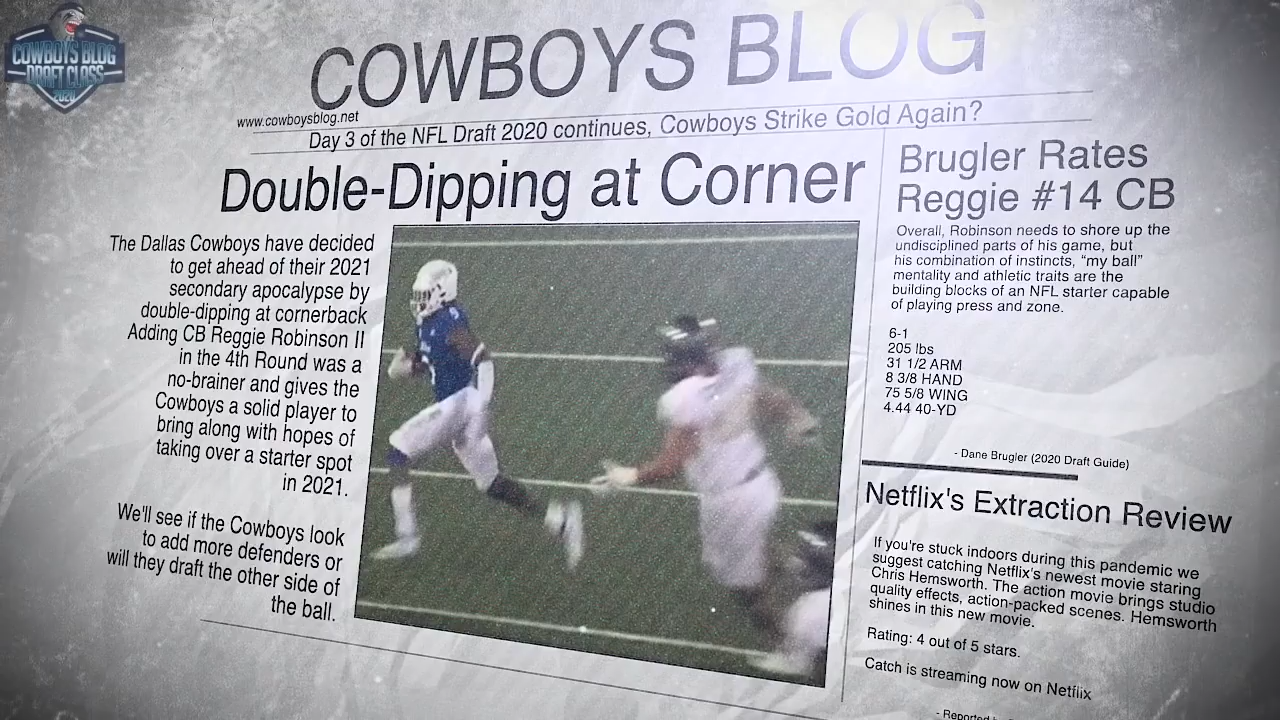 COWBOYS BLOG
DRAFT CLASS
2020
COWBOYS BLOG
www.cowboysblog.net
Day 3 of the NFL Draft 2020 continues, Cowboys Strike Gold Again?
Double-Dipping at Corner
The Dallas Cowboys have decided
to get ahead of their 2021
secondary apocalypse by
double-dipping at cornerback
Adding CB Reggie Robinson II
in the 4th Round was a
no-brainer and gives the
Cowboys a solid player to
bring along with hopes of
taking over a starter spot
in 2021.
We'll see if the Cowboys look
to add more defenders or
will they draft the other side of
the ball.
Brugler Rates
Reggie #14 CB
Overall, Robinson needs to shore up the
undisciplined parts of his game, but
his combination of instincts, “my ball”
mentality and athletic traits are the
building blocks of an NFL starter capable
of playing press and zone.
6-1
205 lbs
31 1/2 ARM
8 3/8 HAND
75 5/8 WING
4.44 40-YD
- Dane Brugler (2020 Draft Guide)
Netflix's Extraction Review
If you're stuck indoors during this pandemic we
suggest catching Netflix's newest movie staring
Chris Hemsworth. The action movie brings studio
quality effects, action-packed scenes. Hemsworth
shines in this new movie.
Rating: 4 out of 5 stars.
Catch is streaming now on Netflix
- Reported